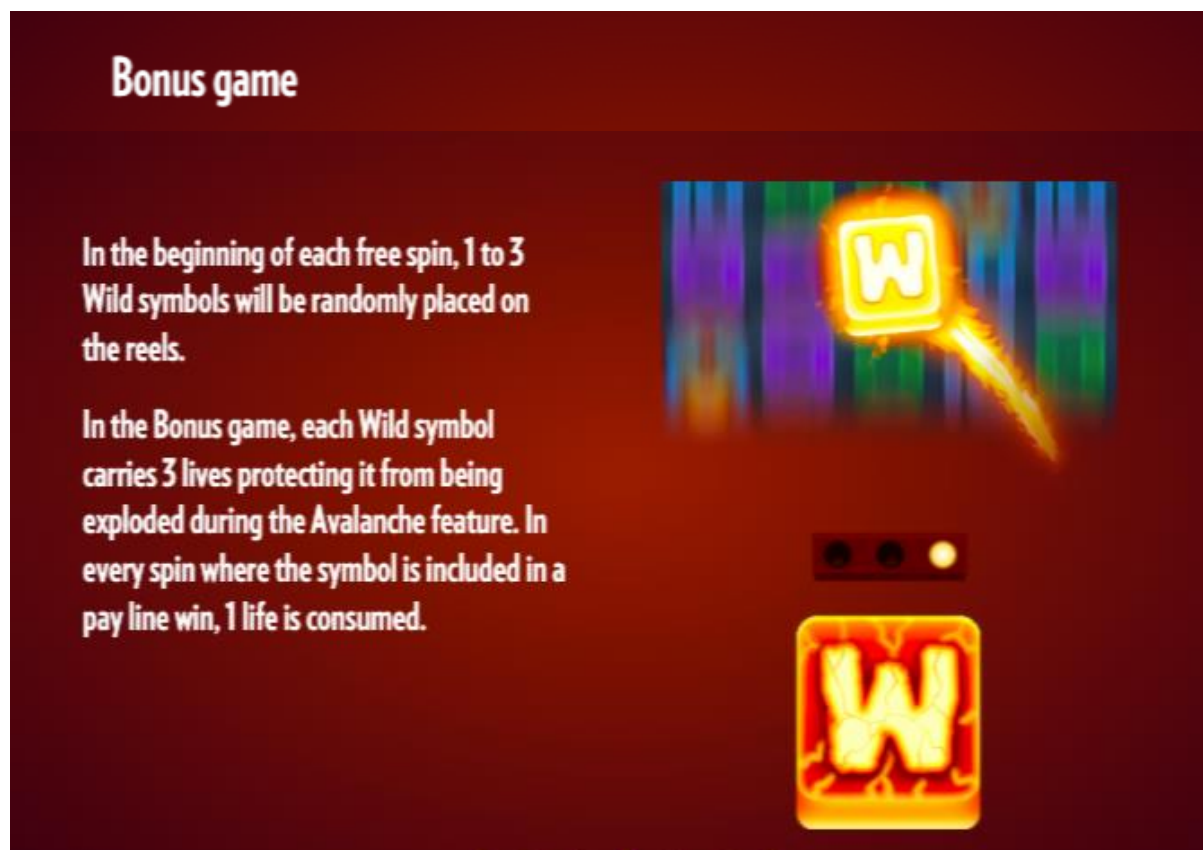 Bonus game
In the beginning of each free spin, 1 to 3
Wild symbols will be randomly placed on
the reels.
In the Bonus game, each Wild symbol
carries 3 lives protecting it from being
exploded during the Avalanche feature. In
every spin where the symbol is included in a
pay line win, 1 life is consumed.
W
W